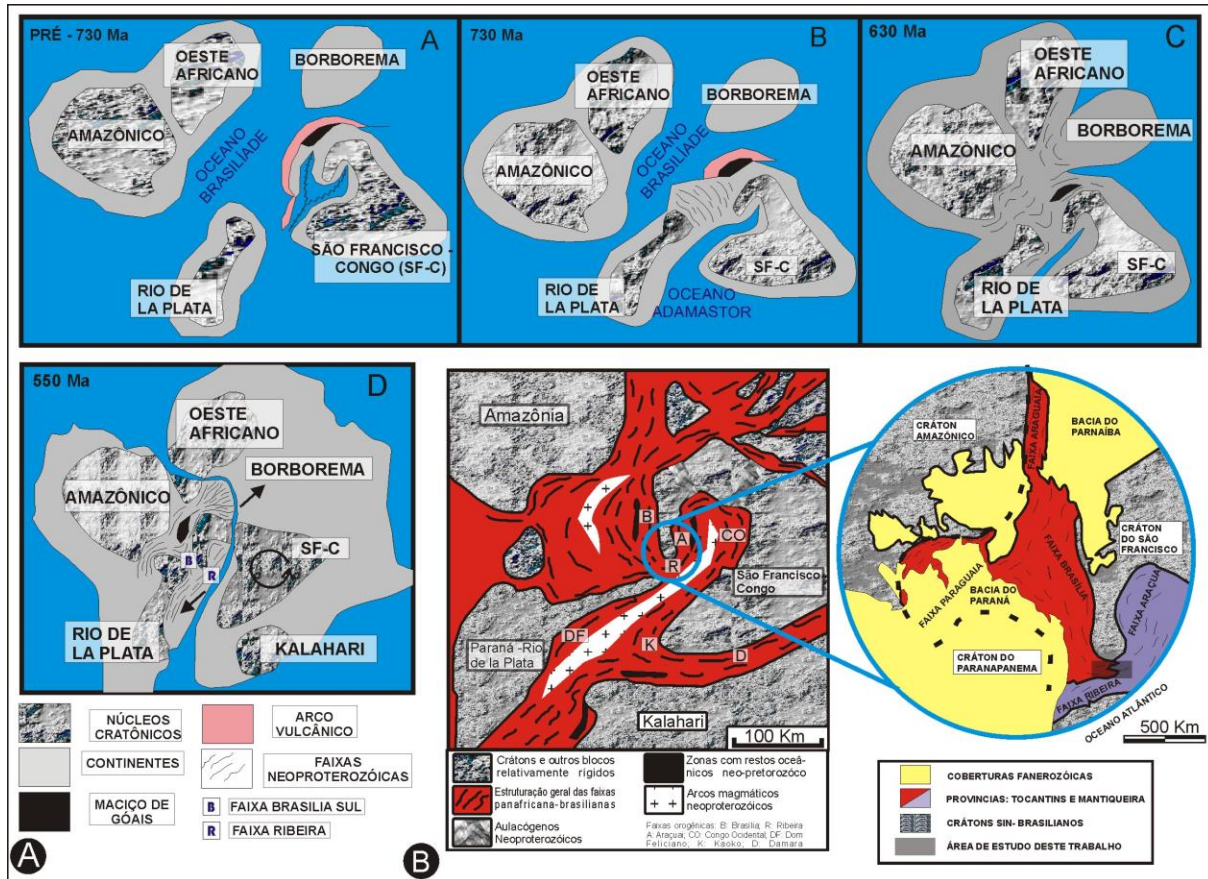 PRÉ - 730 Ma
A
OESTE
AFRICANO
BORBOREMA
AMAZÔNICO
OCEANO
BRASILÍADE
SÃO FRANCISCO -
CONGO (SF-C)
RIO DE
LA PLATA
730 Ma
B
OESTE
AFRICANO
BORBOREMA
AMAZÔNICO
OCEANO
BRASILÍADE
RIO DE
LA PLATA
SF-C
OCEANO
ADAMASTOR
630 Ma
C
OESTE
AFRICANO
BORBOREMA
AMAZÔNICO
SF-C
RIO DE
LA PLATA
550 Ma
D
OESTE
AFRICANO
BORBOREMA
AMAZÔNICO
SF-C
B
R
RIO DE
LA PLATA
KALAHARI
NÚCLEOS
CRATÔNICOS
ARCO
VULCÂNICO
CONTINENTES
FAIXAS
NEOPROTEROZÓICAS
MACIÇO DE
GÓAIS
B FAIXA BRASILIA SUL
R FAIXA RIBEIRA
A
Amazônia
B
A
CO
R
São Francisco
Congo
DF
Paraná -Rio
de la Plata
K
D
Kalahari
100 Km
Crátons e outros blocos
relativamente rígidos
Zonas com restos oceâ-
nicos neo-pretorozóco
Estruturação geral das faixas
panafricana-brasilianas
Arcos magmáticos
neoproterozóicos
Aulacógenos
Neoproterozóicos
Faixas orogênicas: B: Brasília; R: Ribeira
A: Araçuaí; CO: Congo Ocidental; DF: Dom
Feliciano; K: Kaoko; D: Damara
B
CRÁTON
AMAZÓNICO
FAIXA ARAGUAIA
BACIA DO
PARNAÍBA
CRÁTON
DO SÃO
FRANCISCO
FAIXA BRASÍLIA
FAIXA ARAÇUA
FAIXA PARAGUAIA
BACIA DO
PARANÁ
CRÁTON DO
PARANAPANEMA
FAIXA RIBEIRA
OCEANO ATLÂNTICO
500 Km
COBERTURAS FANEROZÓICAS
PROVINCIAS: TOCANTINS E MANTIQUEIRA
CRÁTONS SIN- BRASILIANOS
ÁREA DE ESTUDO DESTE TRABALHO